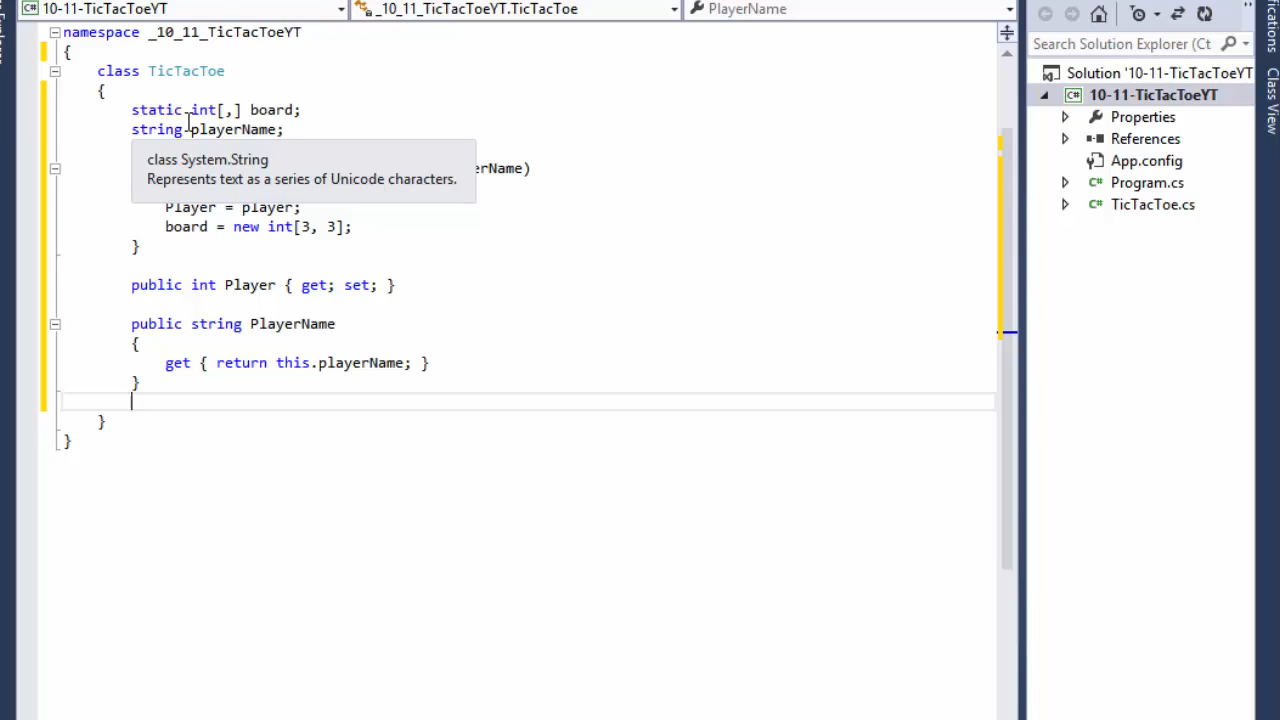 10-11-TicTacToeYT
_10_11_TicTacToeYT.TicTacToe
PlayerName
namespace _10_11_TicTacToeYT
{
class TicTacToe
{
static int[,] board;
string playerName;
class System.String
Represents text as a series of Unicode characters.
erName)
Player = player;
board = new int[3, 3];
}
public int Player { get; set; }
public string PlayerName
{
get { return this.playerName; }
}
}
}
Search Solution Explorer (Ct
Solution '10-11-TicTacToeYT
10-11-TicTacToeYT
Properties
References
App.config
Program.cs
TicTacToe.cs
Class View